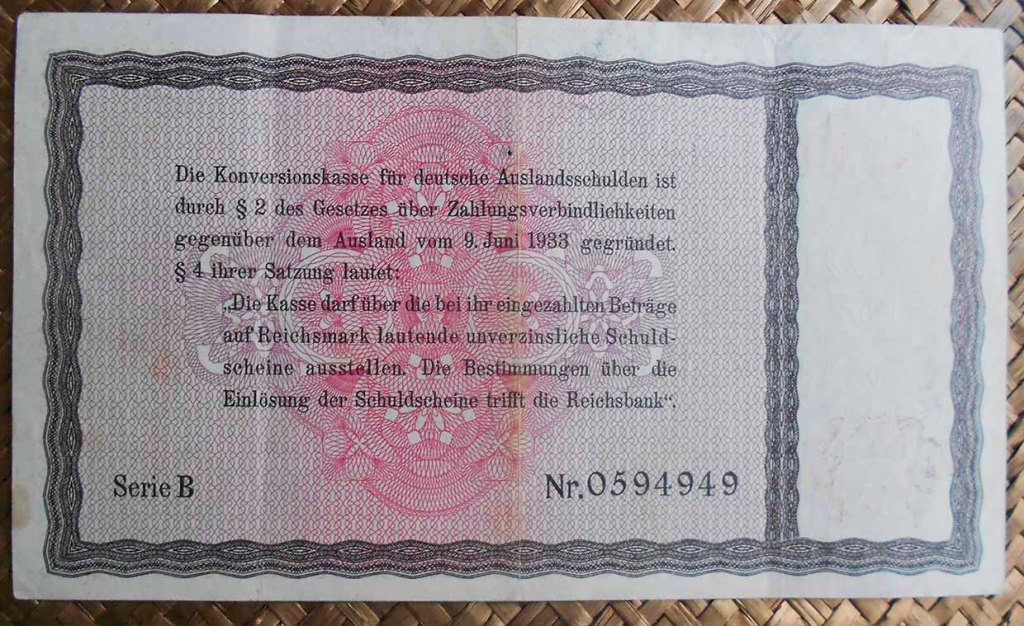 Die Konversionskasse für deutsche Auslandsschulden ist
durch § 2 des Gesetzes über Zahlungsverbindlichkeiten
gegenüber dem Ausland vom 9. Juni 1933 gegründet.
§ 4 ihrer Satzung lautet:
„Die Kasse darf über die bei ihr eingezahlten Beträge
auf Reichsmark lautende unverzinsliche Schuld-
scheine ausstellen. Die Bestimmungen über die
Einlösung der Schuldscheine trifft die Reichsbank“.
Serie B Nr. 0594949